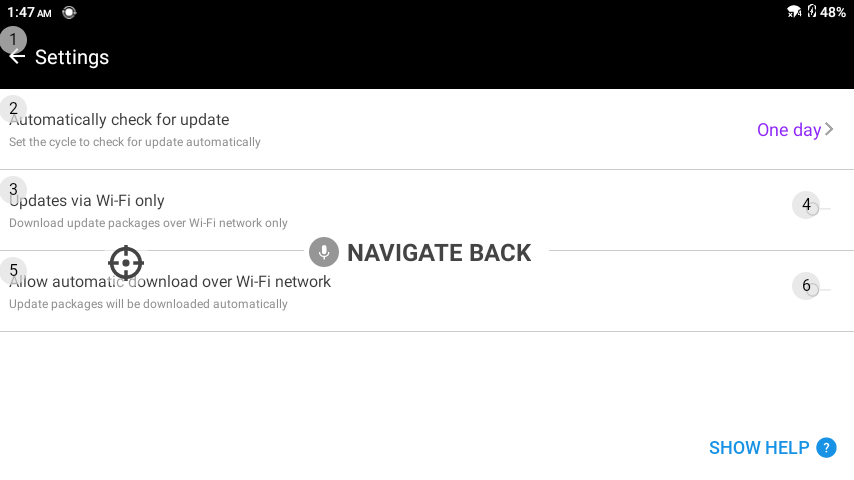 1:47 AM 48%
1
Settings
2
Automatically check for update
Set the cycle to check for update automatically
One day
3
Updates via Wi-Fi only
Download update packages over Wi-Fi network only
4
NAVIGATE BACK
5
Allow automatic download over Wi-Fi network
Update packages will be downloaded automatically
6
SHOW HELP ?